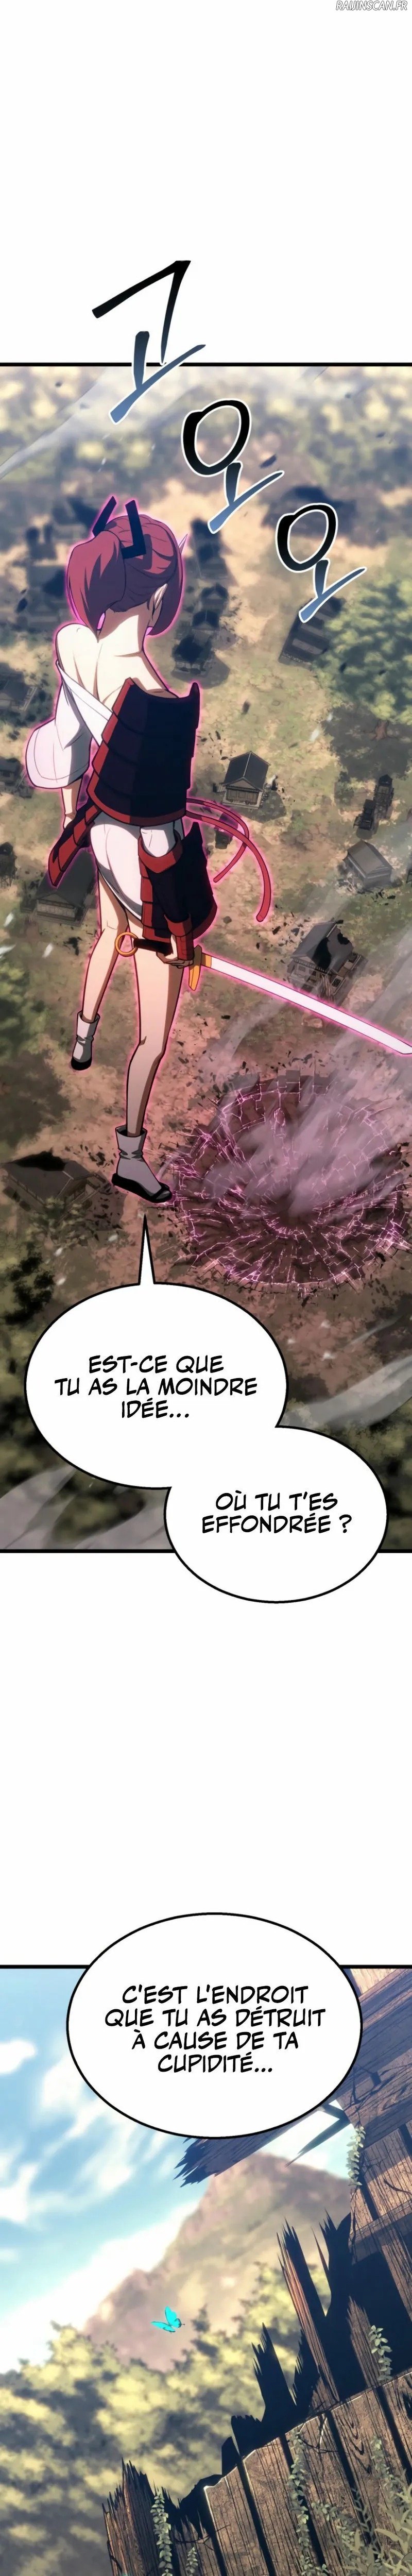 RAIJINSCAN.FR
EST-CE QUE
TU AS LA MOINDRE
IDÉE...
OÙ TU T'ES
EFFONDRÉE ?
C'EST L'ENDROIT
QUE TU AS DÉTRUIT
À CAUSE DE TA
CUPIDITÉ...